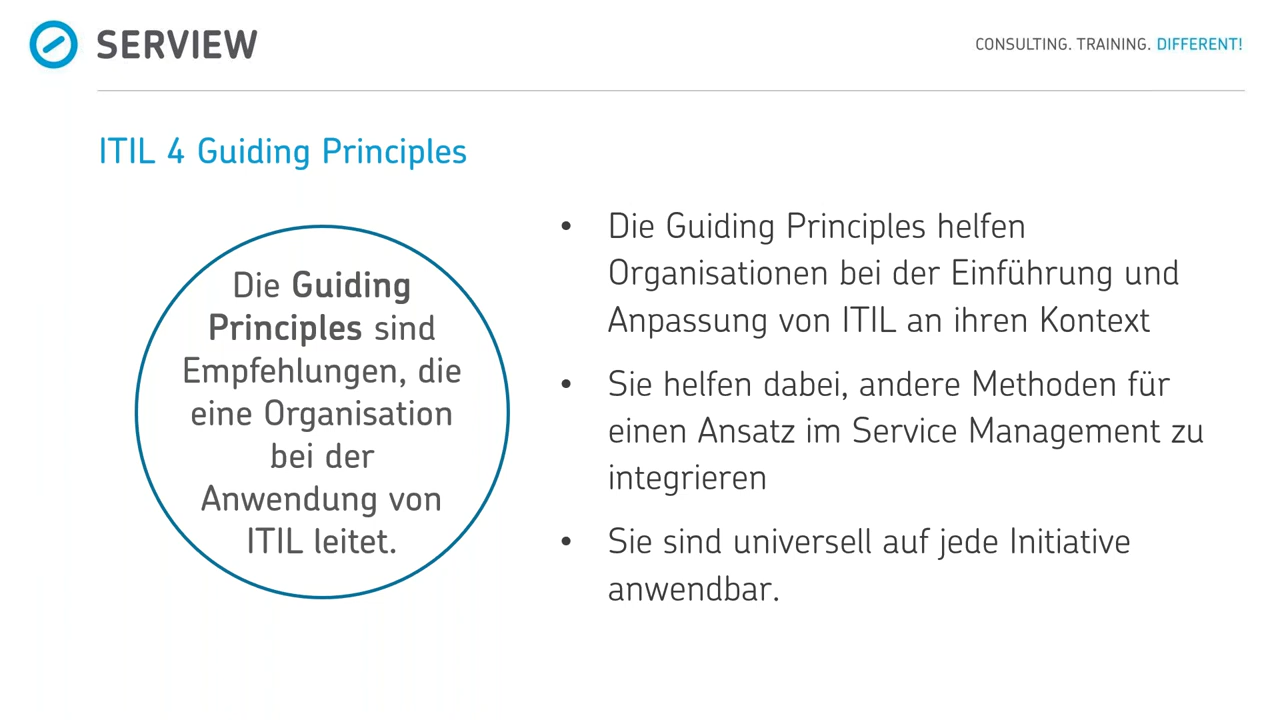 SERVIEW
CONSULTING. TRAINING. DIFFERENT!
ITIL 4 Guiding Principles
Die Guiding
Principles sind
Empfehlungen, die
eine Organisation
bei der
Anwendung von
ITIL leitet.
• Die Guiding Principles helfen
Organisationen bei der Einführung und
Anpassung von ITIL an ihren Kontext
• Sie helfen dabei, andere Methoden für
einen Ansatz im Service Management zu
integrieren
• Sie sind universell auf jede Initiative
anwendbar.